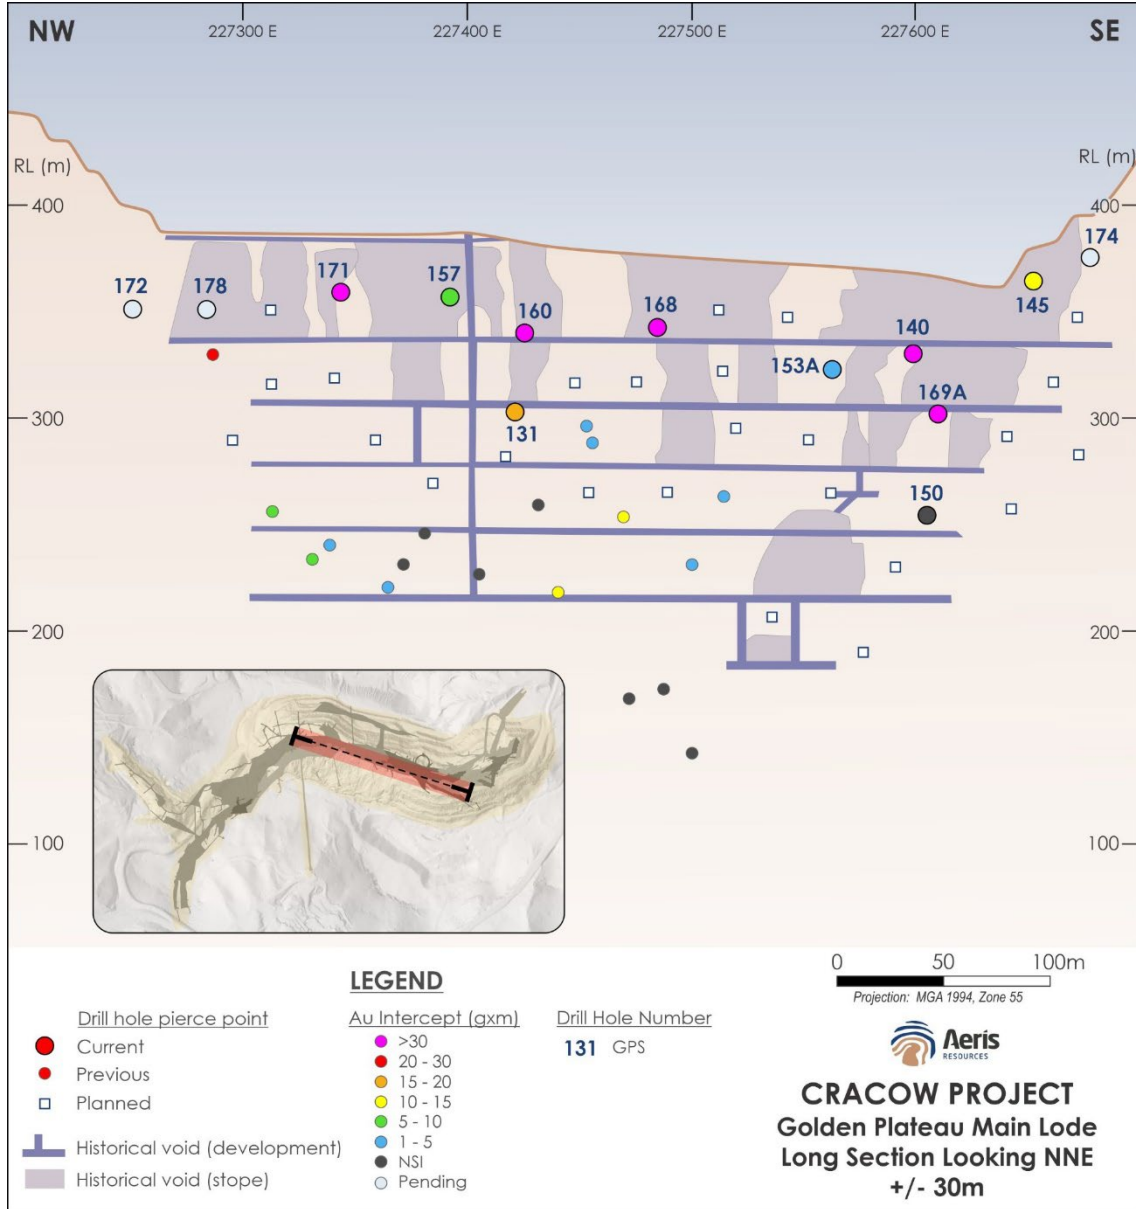 NW
227300 E
227400 E
227500 E
227600 E
SE
RL (m)
RL (m)
400
400
174
172
178
171
157
160
168
145
140
153A
169A
300
300
131
150
200
200
100
100
LEGEND
Drill hole pierce point
Current
Previous
Planned
Historical void (development)
Historical void (stope)
Au Intercept (gxm)
>30
20 - 30
15 - 20
10 - 15
5 - 10
1 - 5
NSI
Pending
Drill Hole Number
131 GPS
0 50 100m
Projection: MGA 1994, Zone 55
Aeris
RESOURCES
CRACOW PROJECT
Golden Plateau Main Lode
Long Section Looking NNE
+/- 30m